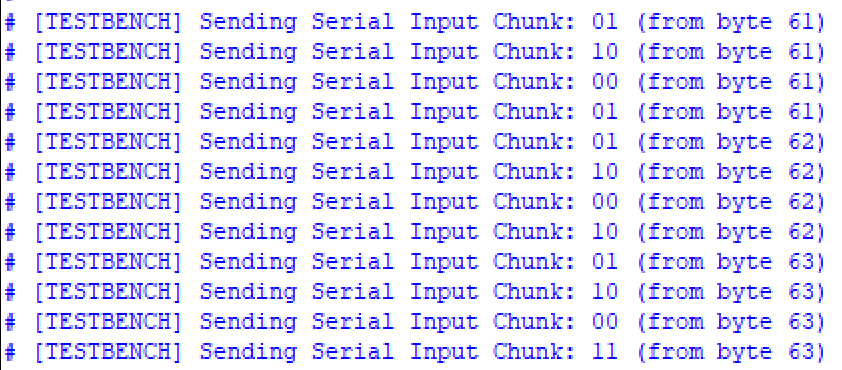 # [TESTBENCH] Sending Serial Input Chunk: 01 (from byte 61)
# [TESTBENCH] Sending Serial Input Chunk: 10 (from byte 61)
# [TESTBENCH] Sending Serial Input Chunk: 00 (from byte 61)
# [TESTBENCH] Sending Serial Input Chunk: 01 (from byte 61)
# [TESTBENCH] Sending Serial Input Chunk: 01 (from byte 62)
# [TESTBENCH] Sending Serial Input Chunk: 10 (from byte 62)
# [TESTBENCH] Sending Serial Input Chunk: 00 (from byte 62)
# [TESTBENCH] Sending Serial Input Chunk: 10 (from byte 62)
# [TESTBENCH] Sending Serial Input Chunk: 01 (from byte 63)
# [TESTBENCH] Sending Serial Input Chunk: 10 (from byte 63)
# [TESTBENCH] Sending Serial Input Chunk: 00 (from byte 63)
# [TESTBENCH] Sending Serial Input Chunk: 11 (from byte 63)